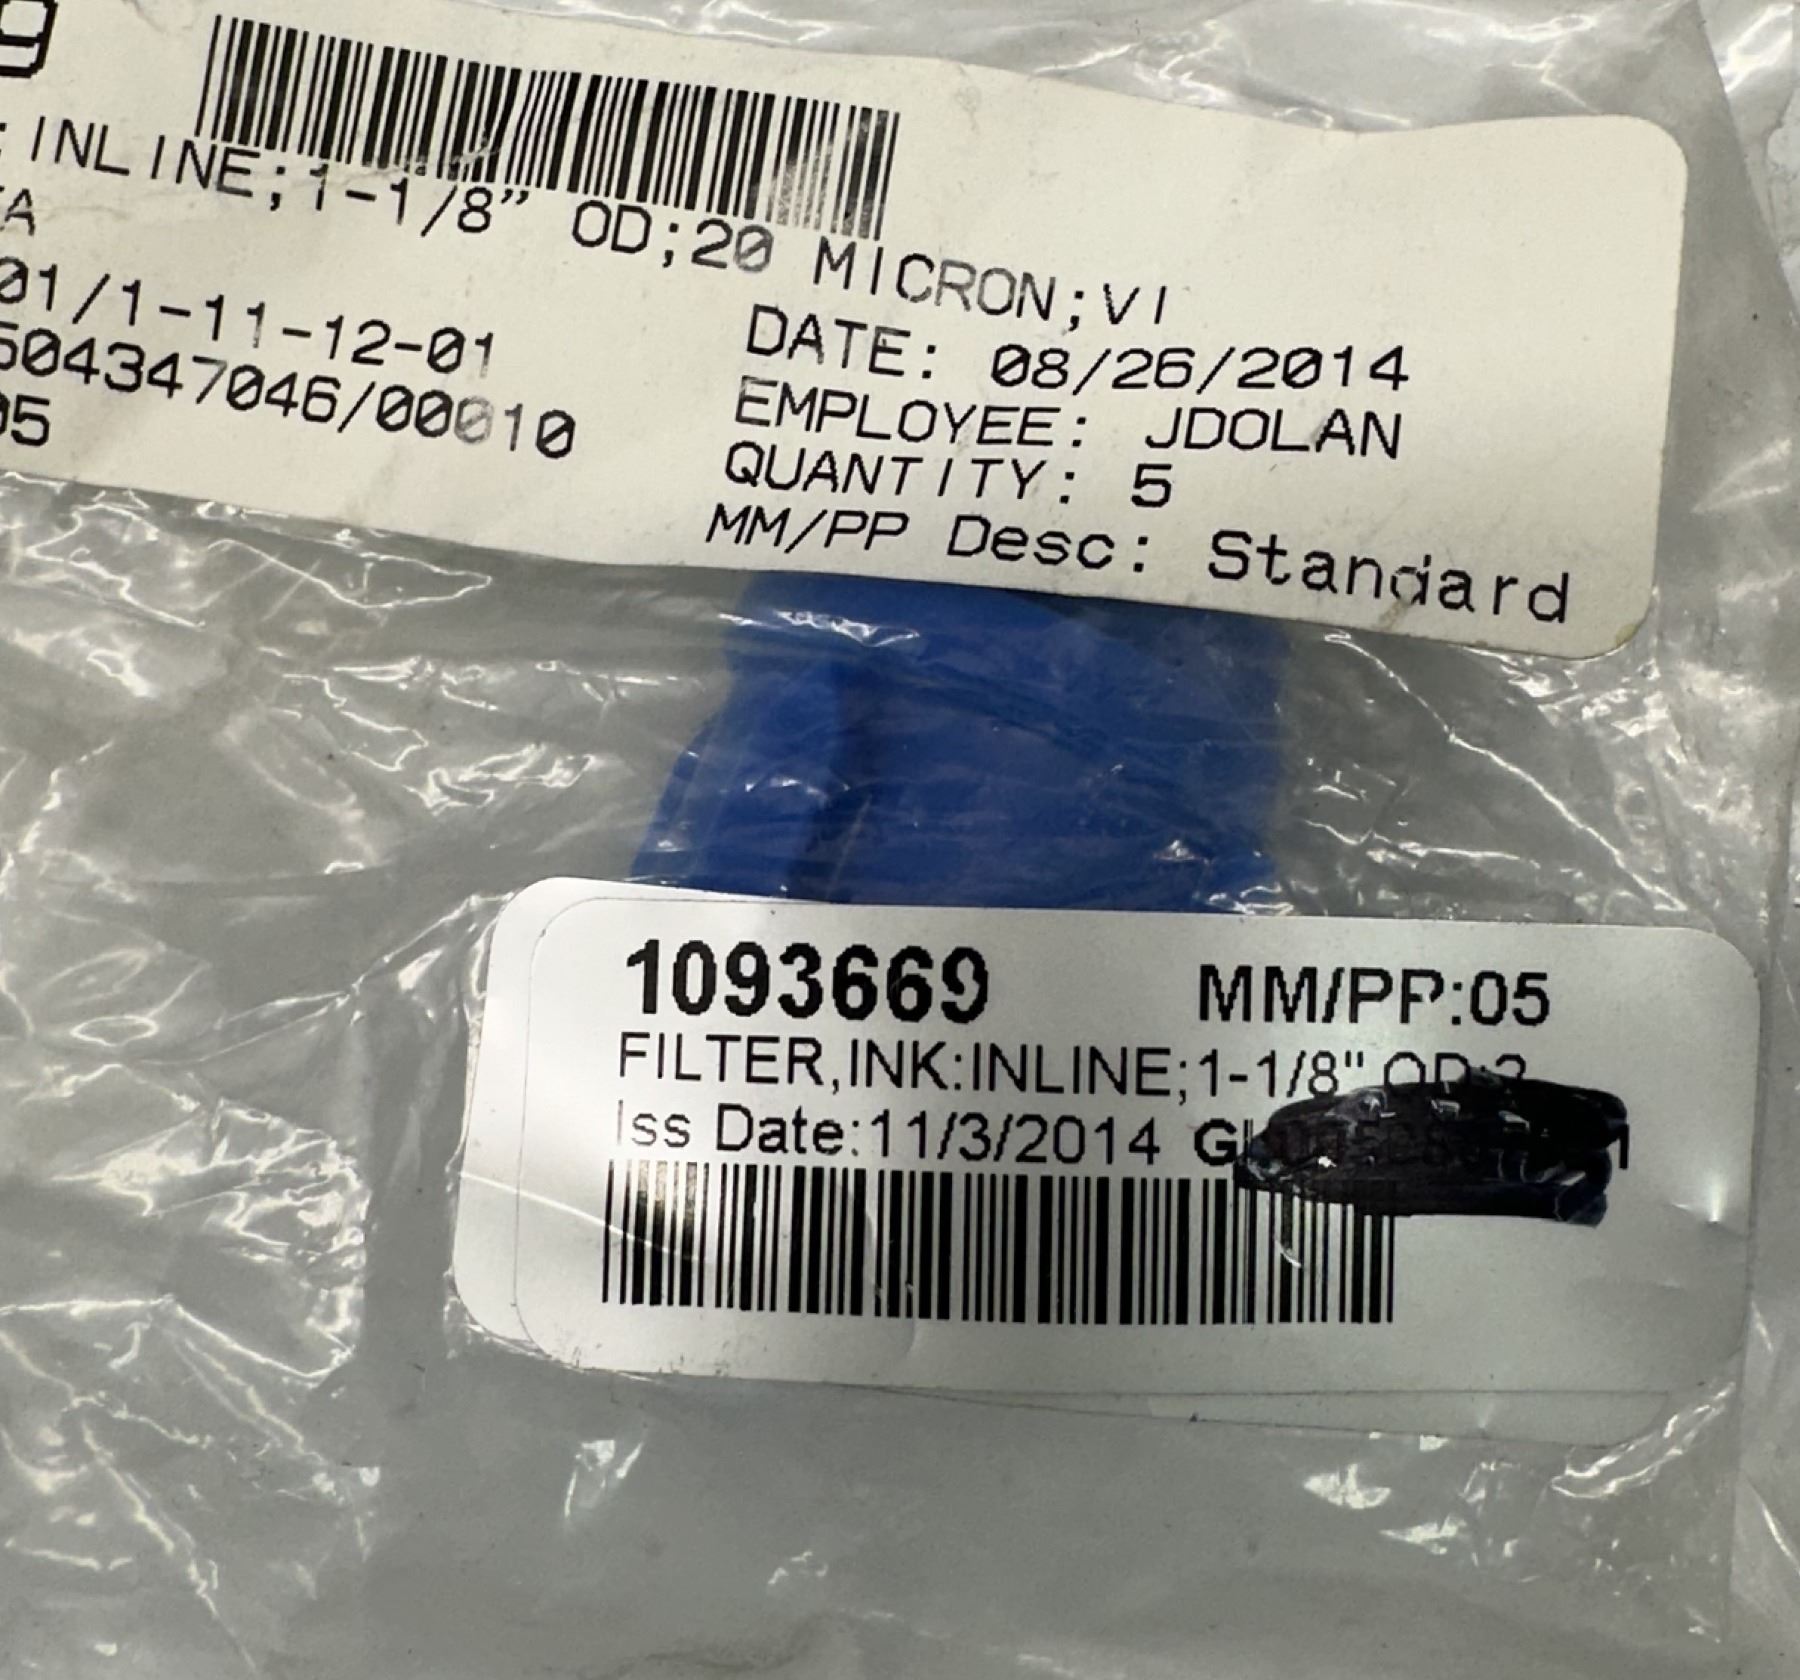 9
:INLINE;1-1/8” OD;20 MICRON;VI
TA
01/1-11-12-01
DATE: 08/26/2014
504347046/00010
EMPLOYEE: JDOLAN
05
QUANTITY: 5
MM/PP Desc: Standard
1093669 MM/PP:05
FILTER,INK:INLINE;1-1/8" OD;2
Iss Date:11/3/2014